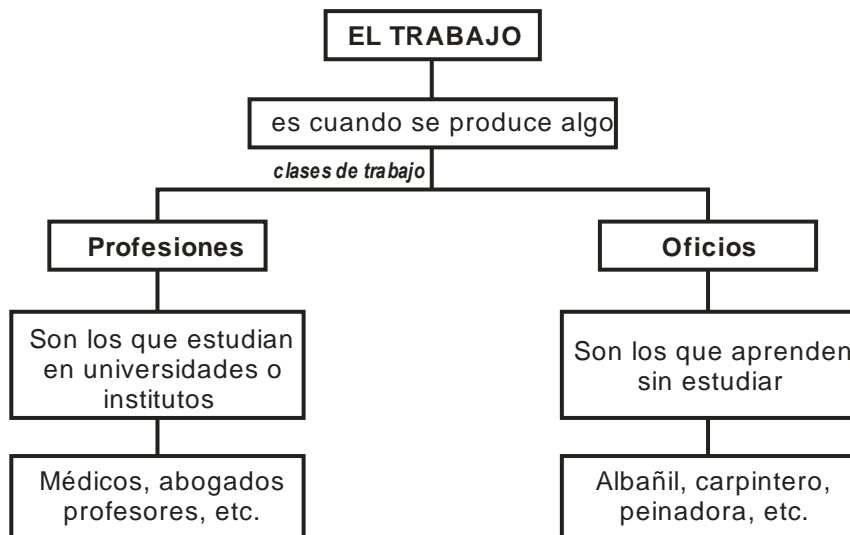 EL TRABAJO
es cuando se produce algo
clases de trabajo
Profesiones
Son los que estudian
en universidades o
institutos
Médicos, abogados
profesores, etc.
Oficios
Son los que aprenden
sin estudiar
Albañil, carpintero,
peinadora, etc.